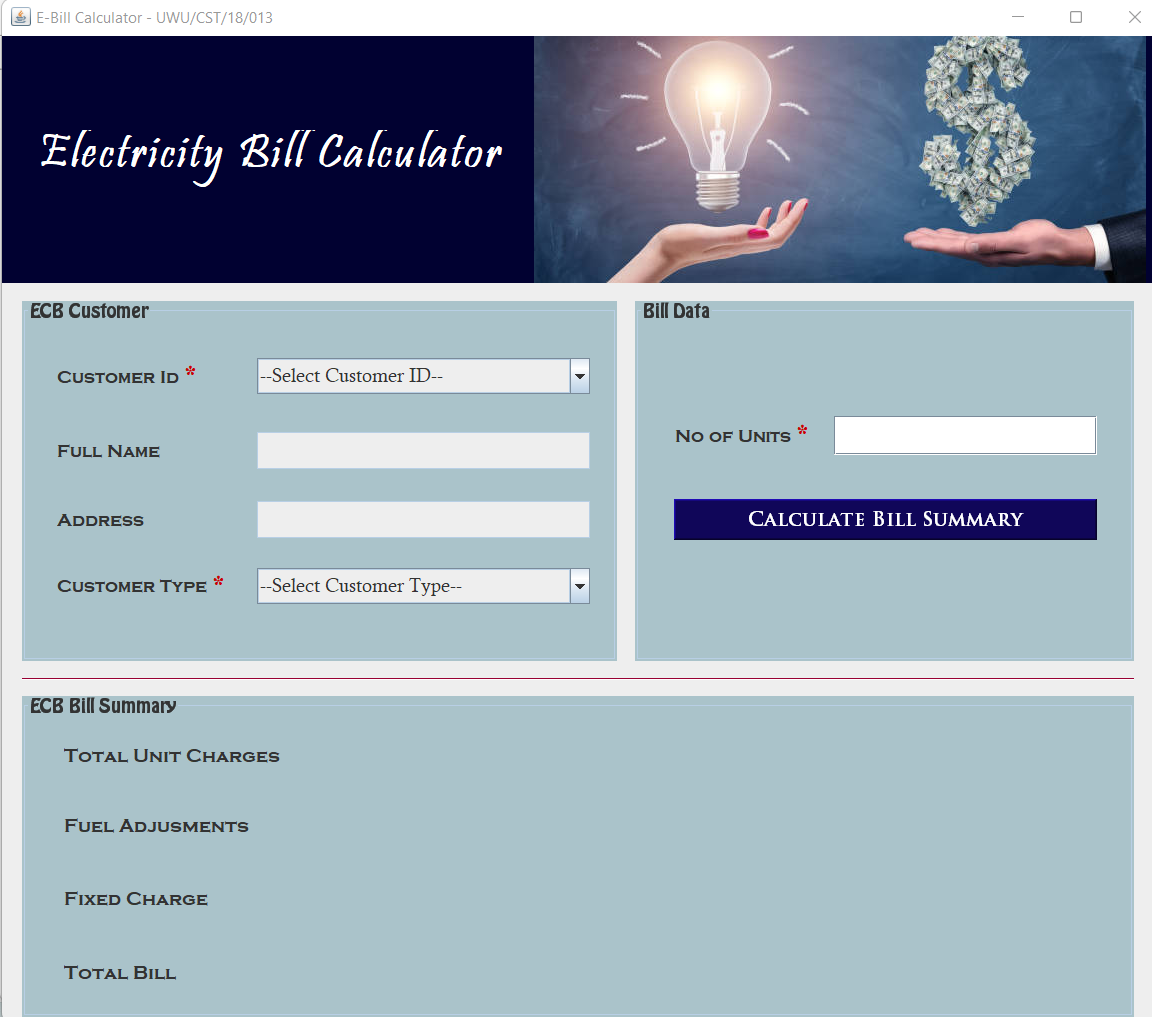 E-Bill Calculator - UWU/CST/18/013
Electricity Bill Calculator
ECB Customer
Customer Id *
--Select Customer ID--
Full Name
Address
Customer Type *
--Select Customer Type--
Bill Data
No of Units *
Calculate Bill Summary
ECB Bill Summary
Total Unit Charges
Fuel Adjusments
Fixed Charge
Total Bill